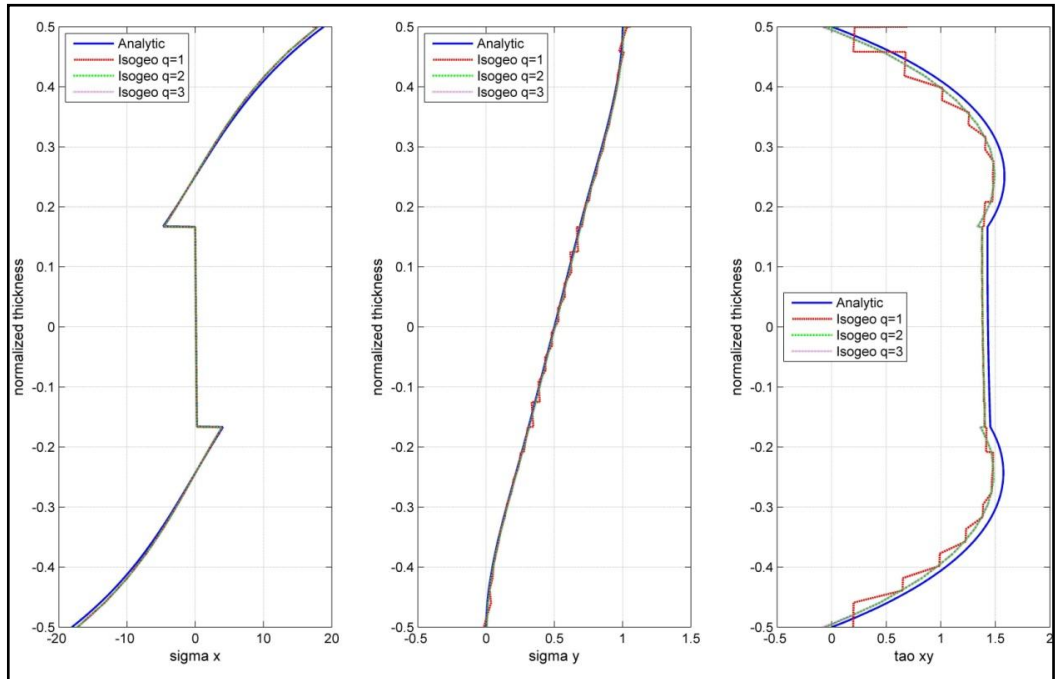 0.5
0.4
0.3
0.2
0.1
0
-0.1
-0.2
-0.3
-0.4
-0.5
normalized thickness
Analytic
Isogeo q=1
Isogeo q=2
Isogeo q=3
-20 -10 0 10 20
sigma x
0.5
0.4
0.3
0.2
0.1
0
-0.1
-0.2
-0.3
-0.4
-0.5
normalized thickness
Analytic
Isogeo q=1
Isogeo q=2
Isogeo q=3
-0.5 0 0.5 1 1.5
sigma y
0.5
0.4
0.3
0.2
0.1
0
-0.1
-0.2
-0.3
-0.4
-0.5
normalized thickness
Analytic
Isogeo q=1
Isogeo q=2
Isogeo q=3
-0.5 0 0.5 1 1.5 2
tao xy